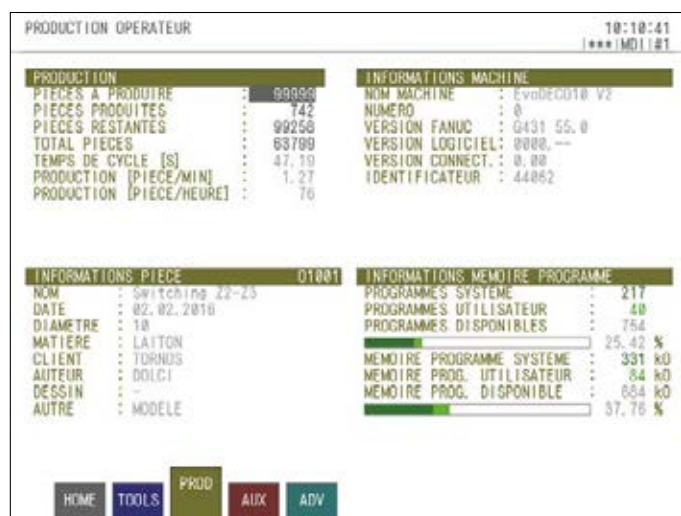 PRODUCTION OPERATEUR
10:10:41
|***|MDI|#1
PRODUCTION
PIECES A PRODUIRE : 99999
PIECES PRODUITES : 742
PIECES RESTANTES : 99258
TOTAL PIECES : 63799
TEMPS DE CYCLE [S] : 47.19
PRODUCTION [PIECE/MIN] : 1.27
PRODUCTION [PIECE/HEURE] : 76
INFORMATIONS MACHINE
NOM MACHINE : EvoDECO10 V2
NUMERO : 0
VERSION FANUC : G431 55.0
VERSION LOGICIEL: 0000.--
VERSION CONNECT.: 0.00
IDENTIFICATEUR : 44062
INFORMATIONS PIECE O1001
NOM : Switching Z2-Z3
DATE : 02.02.2016
DIAMETRE : 10
MATIERE : LAITON
CLIENT : TORNOS
AUTEUR : DOLCI
DESSIN : -
AUTRE : MODELE
INFORMATIONS MEMOIRE PROGRAMME
PROGRAMMES SYSTEME : 217
PROGRAMMES UTILISATEUR : 40
PROGRAMMES DISPONIBLES : 754
25.42 %
MEMOIRE PROGRAMME SYSTEME : 331 kO
MEMOIRE PROG. UTILISATEUR : 84 kO
MEMOIRE PROG. DISPONIBLE : 684 kO
37.76 %
HOME TOOLS PROD AUX ADV